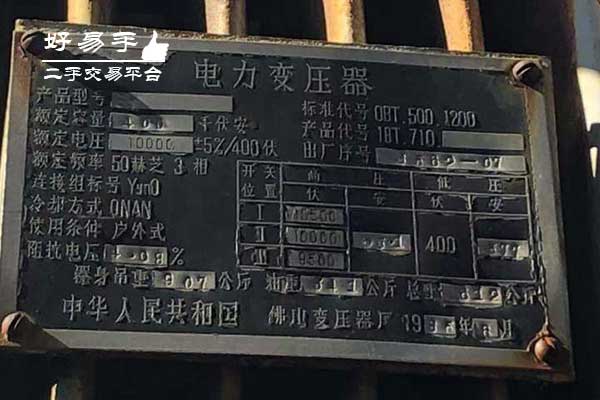 好易手
二手交易平台
电力变压器
产品型号
标准代号 OBT.500.1200
额定容量 千伏安
产品代号 1BT.710.
额定电压 10000 ±5%/400伏
出厂序号
额定频率 50赫芝 3 相
连接组标号 Yyn0
冷却方式 ONAN
使用条件 户外式
阻抗电压 %
开关位置 高压 低压
伏 安 伏 安
I 10500
II 10000 400
III 9500
器身吊重 907 公斤 油重 公斤 总重 公斤
中华人民共和国 佛山变压器厂 19 年 月